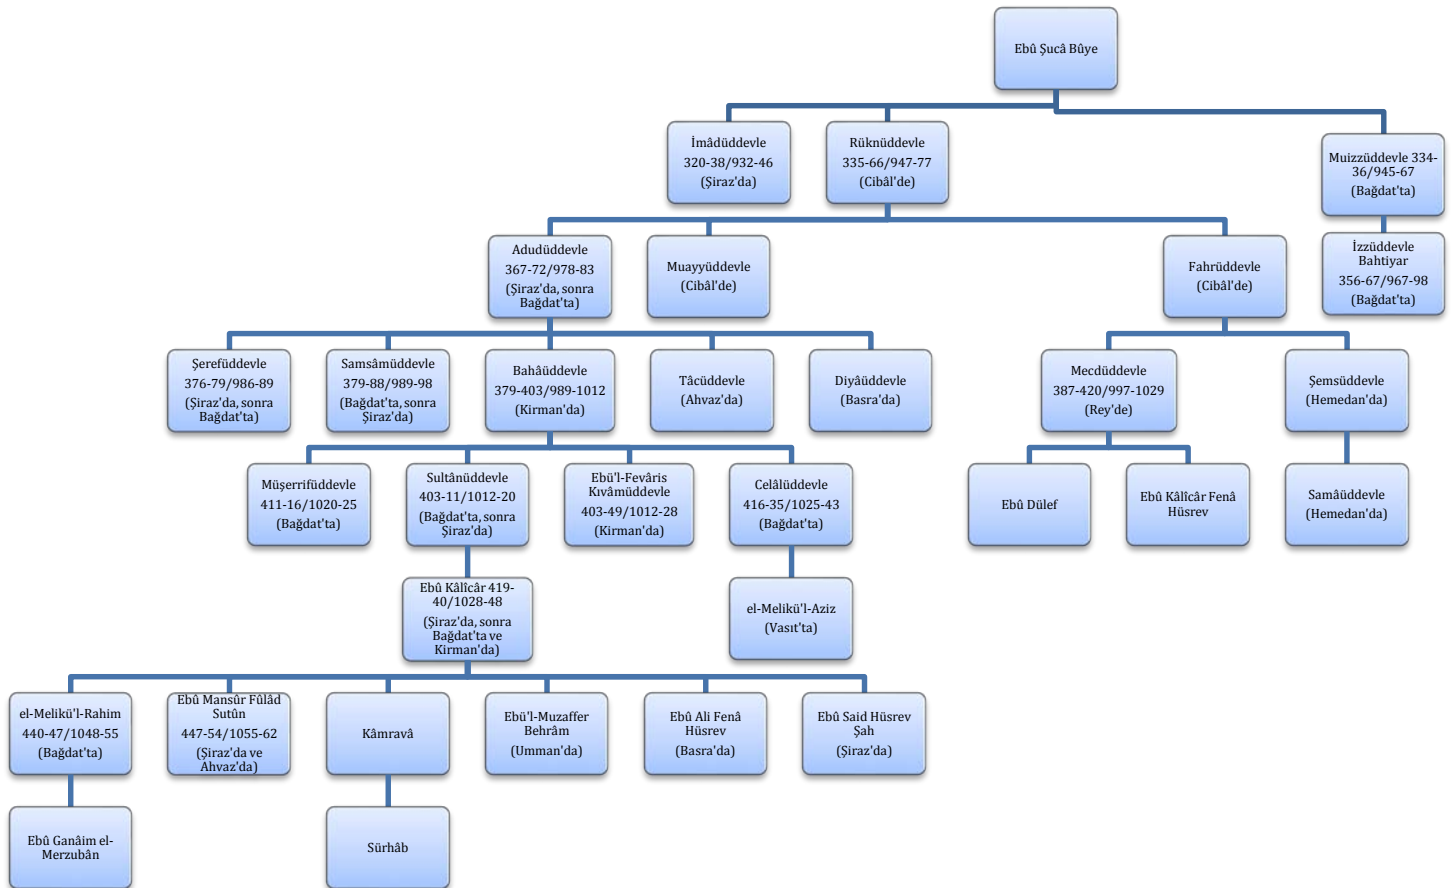 Ebû Şucâ Bûye
İmâdüddevle
320-38/932-46
(Şiraz'da)
Rüknüddevle
335-66/947-77
(Cibâl'de)
Muizzüddevle 334-
36/945-67
(Bağdat'ta)
Adudüddevle
367-72/978-83
(Şiraz'da, sonra
Bağdat'ta)
Muayyüddevle
(Cibâl'de)
Fahrüddevle
(Cibâl'de)
İzzüddevle
Bahtiyar
356-67/967-98
(Bağdat'ta)
Şerefüddevle
376-79/986-89
(Şiraz'da, sonra
Bağdat'ta)
Samsâmüddevle
379-88/989-98
(Bağdat'ta, sonra
Şiraz'da)
Bahâüddevle
379-403/989-1012
(Kirman'da)
Tâcüddevle
(Ahvaz'da)
Diyâüddevle
(Basra'da)
Mecdüddevle
387-420/997-1029
(Rey'de)
Şemsüddevle
(Hemedan'da)
Müşerrifüddevle
411-16/1020-25
(Bağdat'ta)
Sultânüddevle
403-11/1012-20
(Bağdat'ta, sonra
Şiraz'da)
Ebü'l-Fevâris
Kıvâmüddevle
403-49/1012-28
(Kirman'da)
Celâlüddevle
416-35/1025-43
(Bağdat'ta)
Ebû Dülef
Ebû Kâlîcâr Fenâ
Hüsrev
Samâüddevle
(Hemedan'da)
Ebû Kâlîcâr 419-
40/1028-48
(Şiraz'da, sonra
Bağdat'ta ve
Kirman'da)
el-Melikü'l-Aziz
(Vasıt'ta)
el-Melikü'l-Rahim
440-47/1048-55
(Bağdat'ta)
Ebû Mansûr Fûlâd
Sutûn
447-54/1055-62
(Şiraz'da ve
Ahvaz'da)
Kâmravâ
Ebü'l-Muzaffer
Behrâm
(Umman'da)
Ebû Ali Fenâ
Hüsrev
(Basra'da)
Ebû Said Hüsrev
Şah
(Şiraz'da)
Ebû Ganâim el-
Merzubân
Sürhâb